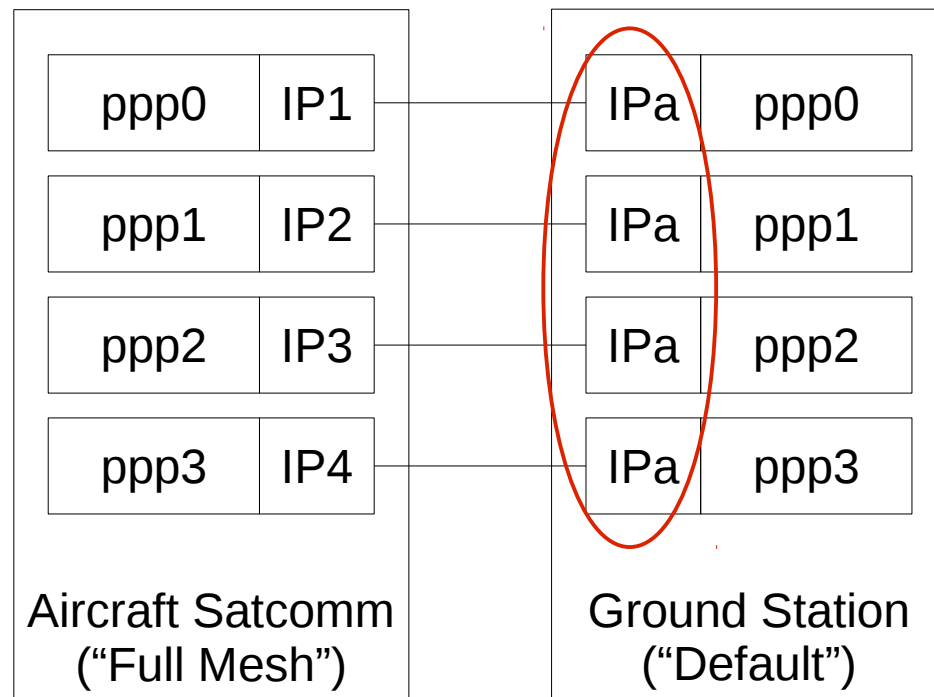 ppp0 IP1 IPa ppp0
ppp1 IP2 IPa ppp1
ppp2 IP3 IPa ppp2
ppp3 IP4 IPa ppp3
Aircraft Satcomm
(“Full Mesh”)
Ground Station
(“Default”)